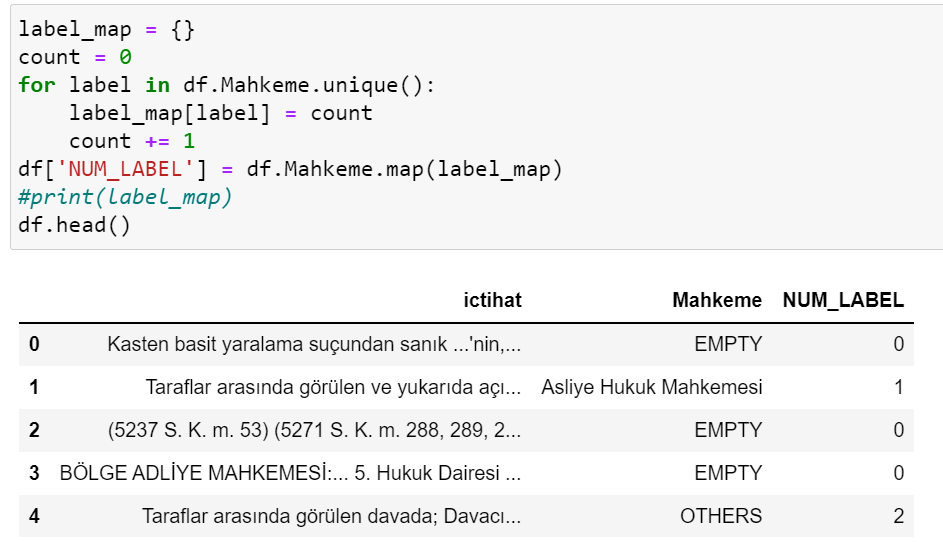 label_map = {}
count = 0
for label in df.Mahkeme.unique():
    label_map[label] = count
    count += 1
df['NUM_LABEL'] = df.Mahkeme.map(label_map)
#print(label_map)
df.head()
ictihat Mahkeme NUM_LABEL
0 Kasten basit yaralama suçundan sanık ...'nin,... EMPTY 0
1 Taraflar arasında görülen ve yukarıda açı... Asliye Hukuk Mahkemesi 1
2 (5237 S. K. m. 53) (5271 S. K. m. 288, 289, 2... EMPTY 0
3 BÖLGE ADLİYE MAHKEMESİ:... 5. Hukuk Dairesi ... EMPTY 0
4 Taraflar arasında görülen davada; Davacı... OTHERS 2